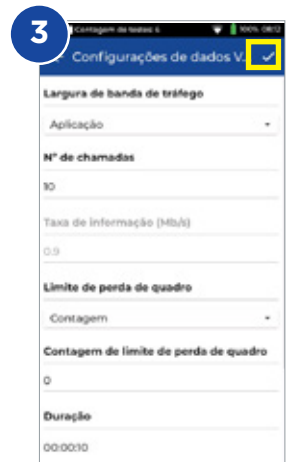 3
Contagem de testes: 6
100% 08:12
← Configurações de dados V... ✓
Largura de banda de tráfego
Aplicação
Nº de chamadas
10
Taxa de informação (Mb/s)
0.9
Limite de perda de quadro
Contagem
Contagem de limite de perda de quadro
0
Duração
00:00:10